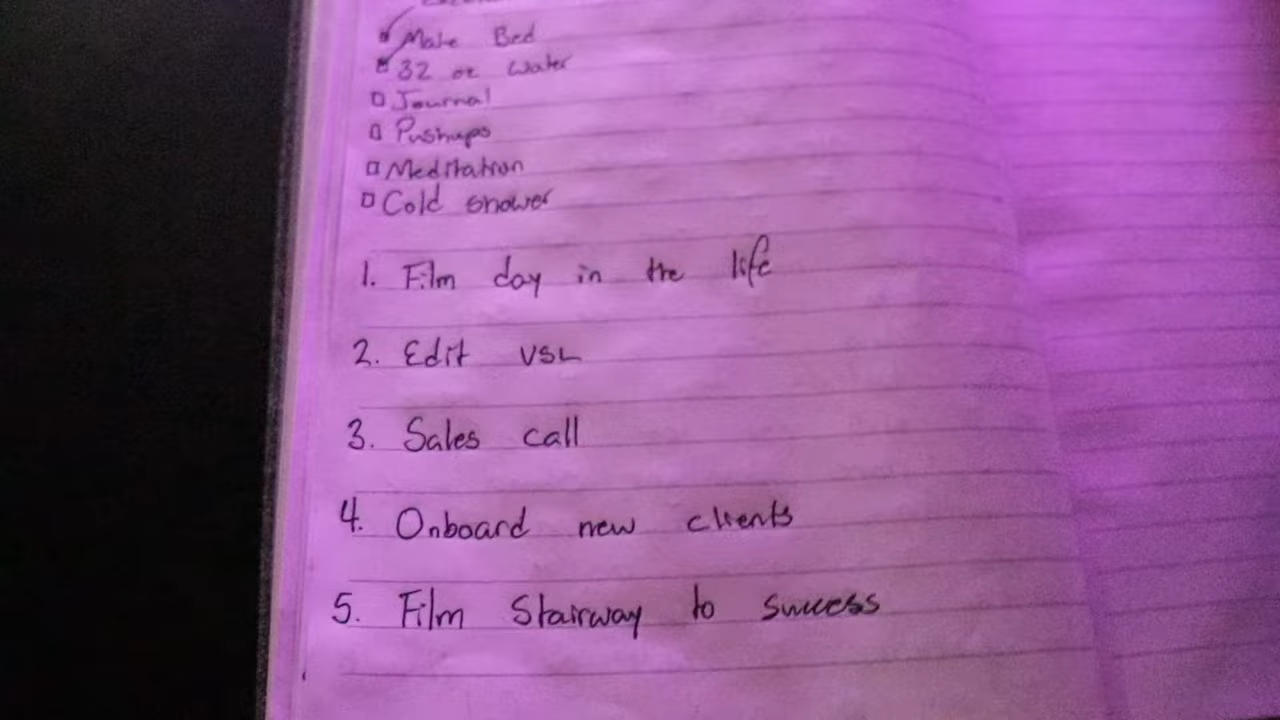 Make Bed
32 oz Water
Journal
Pushups
Meditation
Cold shower
1. Film day in the life
2. Edit VSL
3. Sales call
4. Onboard new clients
5. Film Stairway to success